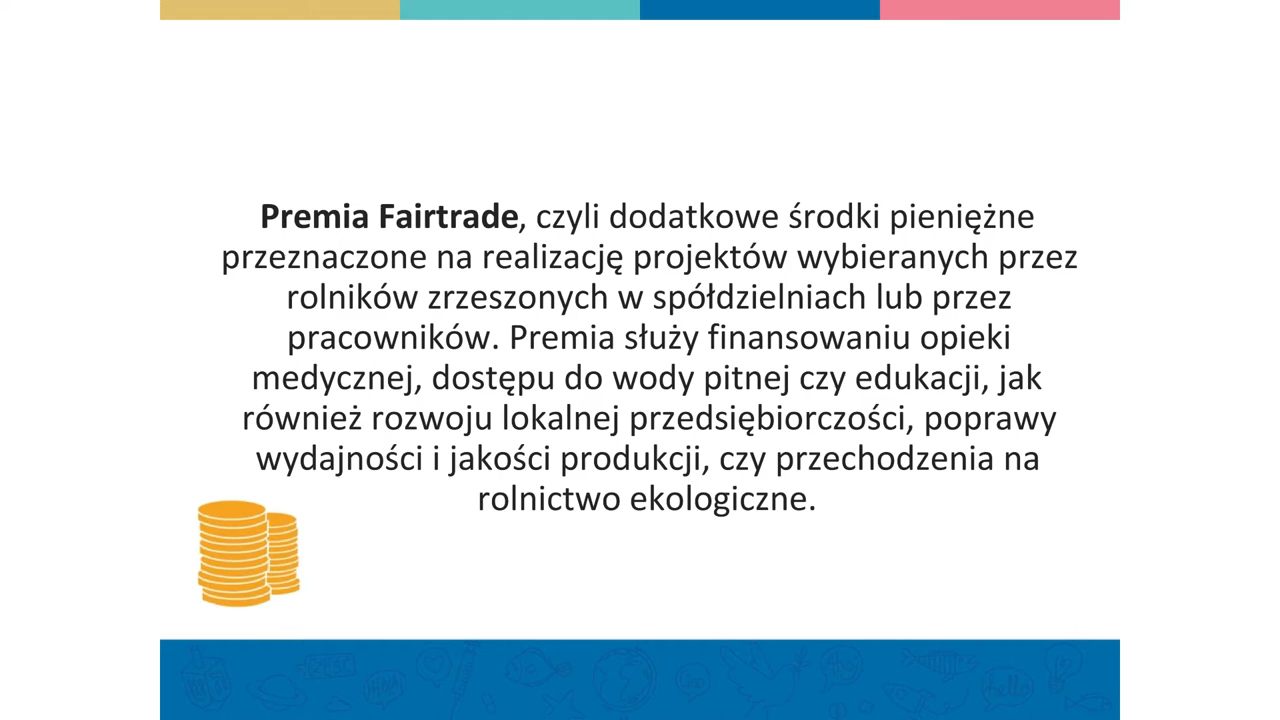 Premia Fairtrade, czyli dodatkowe środki pieniężne
przeznaczone na realizację projektów wybieranych przez
rolników zrzeszonych w spółdzielniach lub przez
pracowników. Premia służy finansowaniu opieki
medycznej, dostępu do wody pitnej czy edukacji, jak
również rozwoju lokalnej przedsiębiorczości, poprawy
wydajności i jakości produkcji, czy przechodzenia na
rolnictwo ekologiczne.
Hello